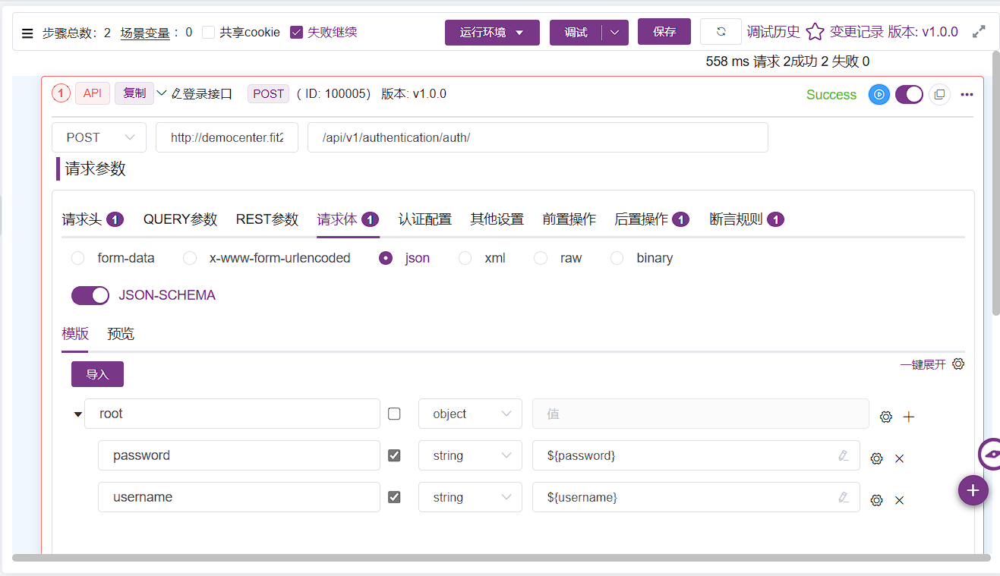 步骤总数：2 场景变量：0 共享cookie 失败继续 运行环境 调试 保存 调试历史 变更记录 版本: v1.0.0
558 ms 请求 2成功 2 失败 0
1 API 复制 登录接口 POST ( ID: 100005) 版本: v1.0.0 Success
POST http://democenter.fit2 /api/v1/authentication/auth/
请求参数
请求头 1 QUERY参数 REST参数 请求体 1 认证配置 其他设置 前置操作 后置操作 1 断言规则 1
form-data x-www-form-urlencoded json xml raw binary
JSON-SCHEMA
模版 预览
一键展开
导入
root object 值
password string ${password}
username string ${username}